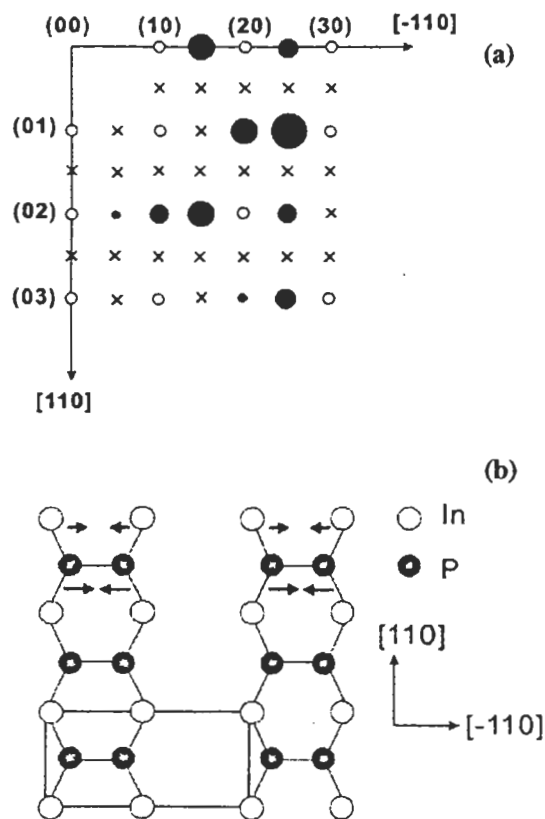 (00) (10) (20) (30) [-110]
(a)
(01)
(02)
(03)
[110]
(b)
In
P
[110]
[-110]